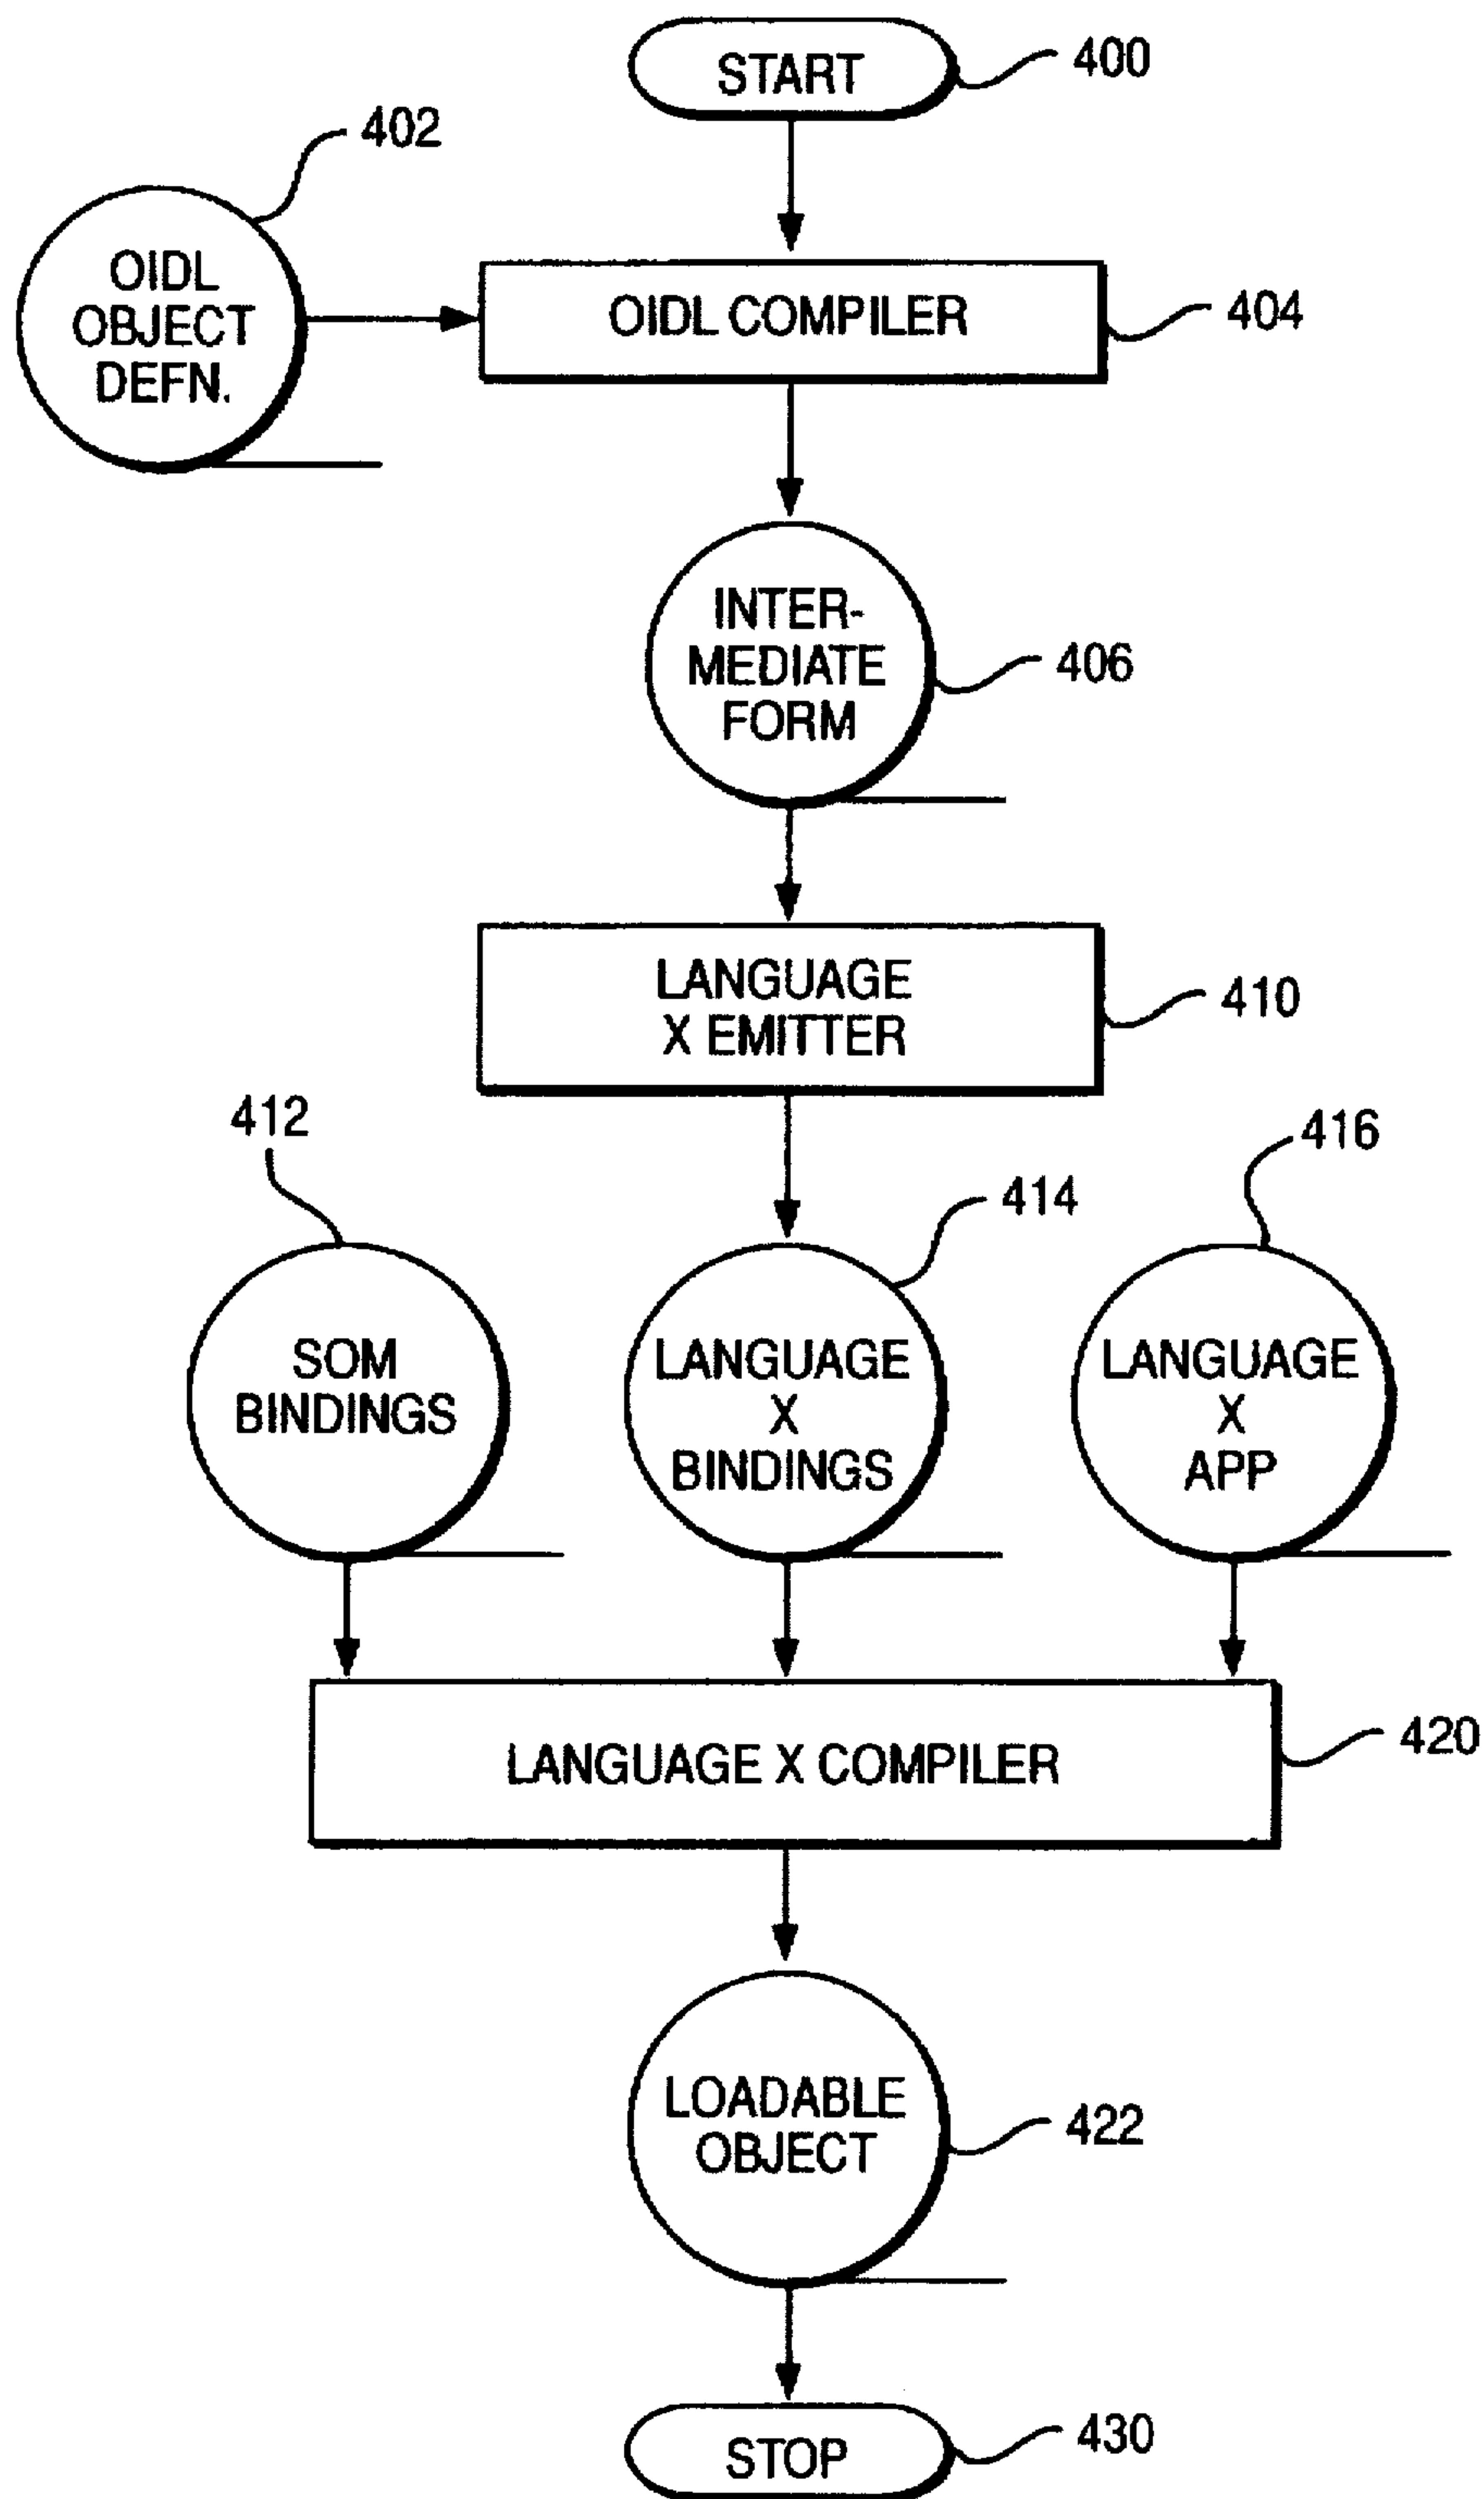 START
400
402
OIDL
OBJECT
DEFN.
OIDL COMPILER
404
INTER-
MEDIATE
FORM
406
LANGUAGE
X EMITTER
410
412
414
416
SOM
BINDINGS
LANGUAGE
X
BINDINGS
LANGUAGE
X
APP
LANGUAGE X COMPILER
420
LOADABLE
OBJECT
422
STOP
430